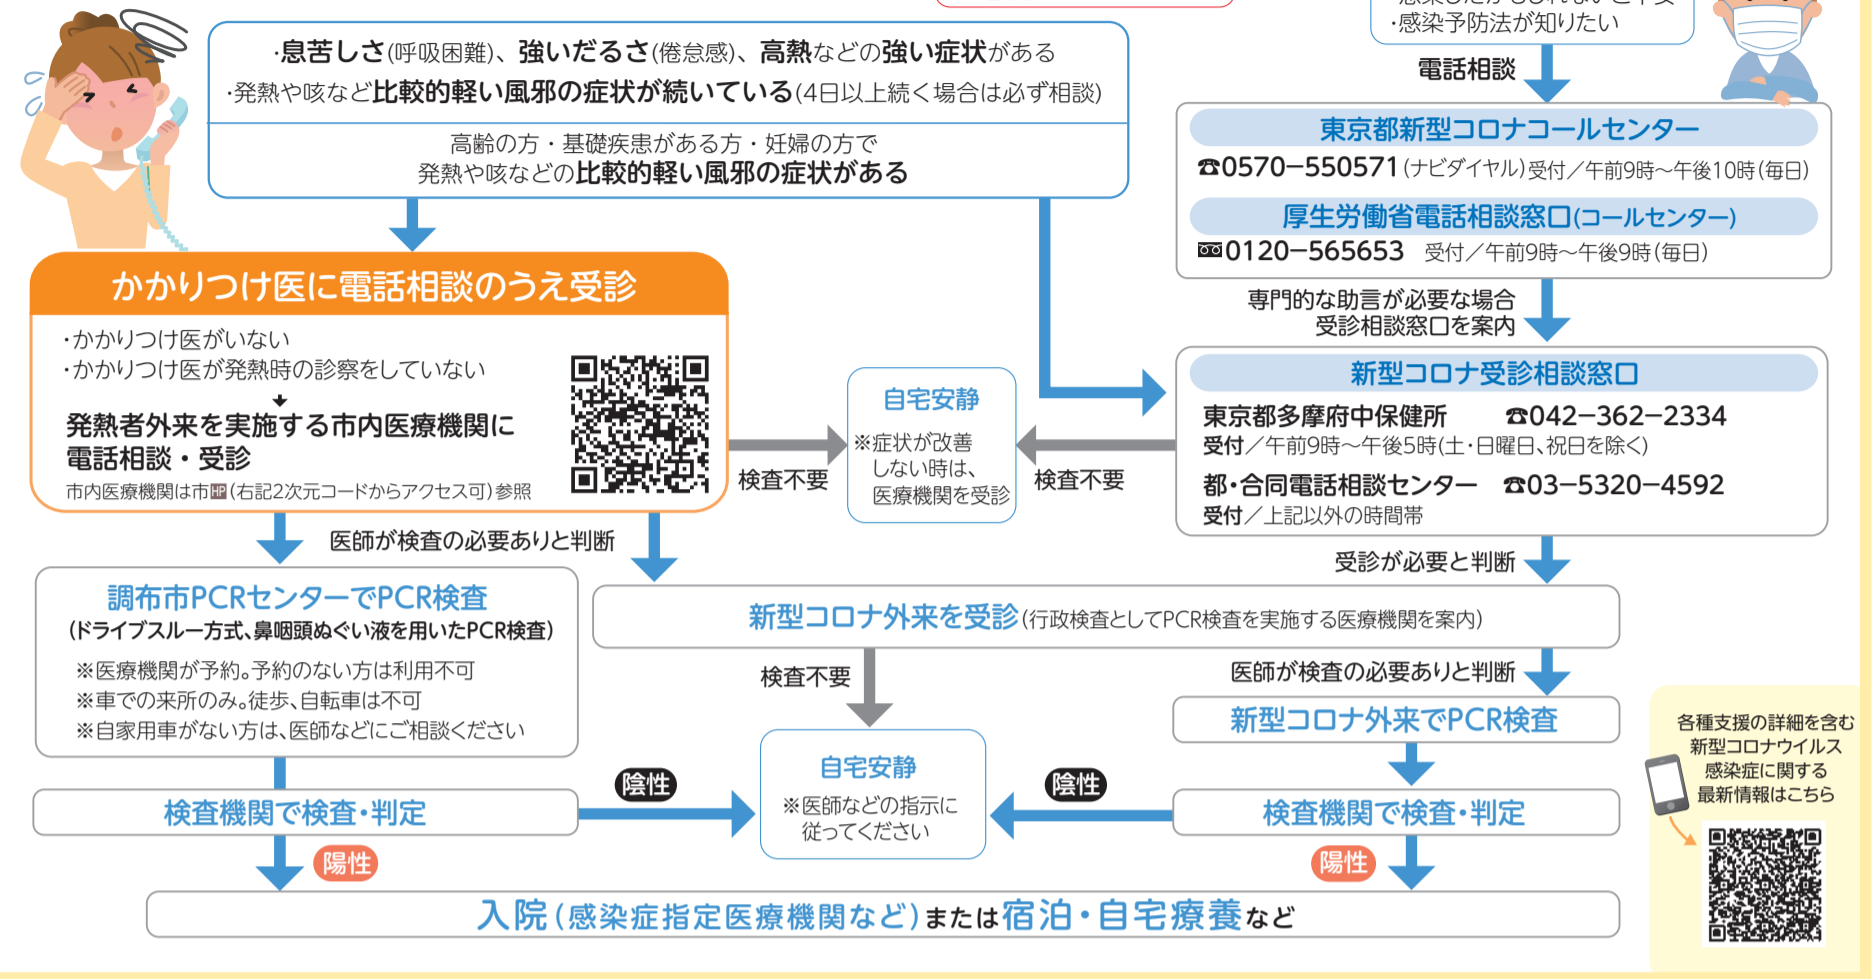 ・息苦しさ(呼吸困難)、強いだるさ(倦怠感)、高熱などの強い症状がある
・発熱や咳など比較的軽い風邪の症状が続いている(4日以上続く場合は必ず相談)
高齢の方・基礎疾患がある方・妊婦の方で
発熱や咳などの比較的軽い風邪の症状がある
・感染予防法が知りたい
電話相談
東京都新型コロナコールセンター
☎0570−550571(ナビダイヤル)受付／午前9時〜午後10時(毎日)
厚生労働省電話相談窓口(コールセンター)
0120−565653 受付／午前9時〜午後9時(毎日)
専門的な助言が必要な場合
受診相談窓口を案内
かかりつけ医に電話相談のうえ受診
・かかりつけ医がいない
・かかりつけ医が発熱時の診察をしていない
発熱者外来を実施する市内医療機関に
電話相談・受診
市内医療機関は市HP(右記2次元コードからアクセス可)参照
検査不要
自宅安静
※症状が改善
しない時は、
医療機関を受診
検査不要
新型コロナ受診相談窓口
東京都多摩府中保健所 ☎042−362−2334
受付／午前9時〜午後5時(土・日曜日、祝日を除く)
都・合同電話相談センター ☎03−5320−4592
受付／上記以外の時間帯
医師が検査の必要ありと判断
受診が必要と判断
調布市PCRセンターでPCR検査
(ドライブスルー方式、鼻咽頭ぬぐい液を用いたPCR検査)
※医療機関が予約。予約のない方は利用不可
※車での来所のみ。徒歩、自転車は不可
※自家用車がない方は、医師などにご相談ください
新型コロナ外来を受診(行政検査としてPCR検査を実施する医療機関を案内)
検査不要
医師が検査の必要ありと判断
新型コロナ外来でPCR検査
検査機関で検査・判定
陰性
自宅安静
※医師などの指示に
従ってください
陰性
検査機関で検査・判定
陽性
陽性
入院(感染症指定医療機関など)または宿泊・自宅療養など
各種支援の詳細を含む
新型コロナウイルス
感染症に関する
最新情報はこちら